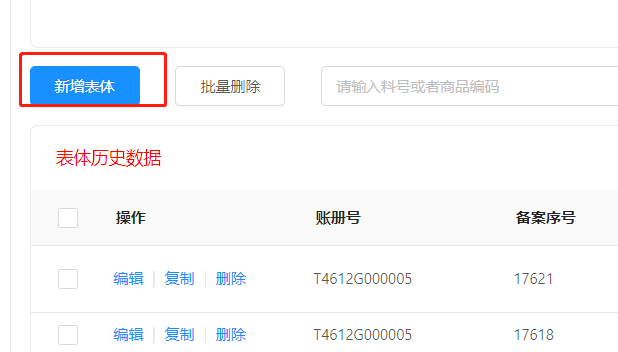 新增表体 批量删除 请输入料号或者商品编码
表体历史数据
操作 账册号 备案序号
编辑 复制 删除 T4612G000005 17621
编辑 复制 删除 T4612G000005 17618